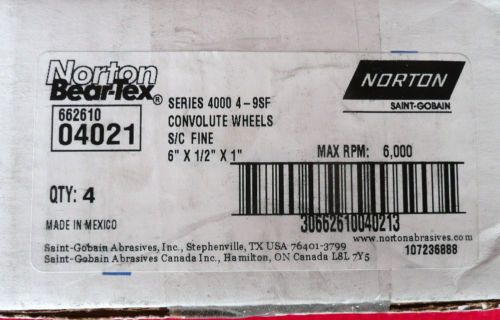 Norton
Bear-Tex®
662610
04021
SERIES 4000 4-9SF
CONVOLUTE WHEELS
S/C FINE
6" X 1/2" X 1"
NORTON
SAINT-GOBAIN
MAX RPM: 6,000
QTY: 4
MADE IN MEXICO
30662610040213
www.nortonabrasives.com
107236888
Saint-Gobain Abrasives, Inc., Stephenville, TX USA 76401-3799
Saint-Gobain Abrasives Canada Inc., Hamilton, ON Canada L8L 7Y5